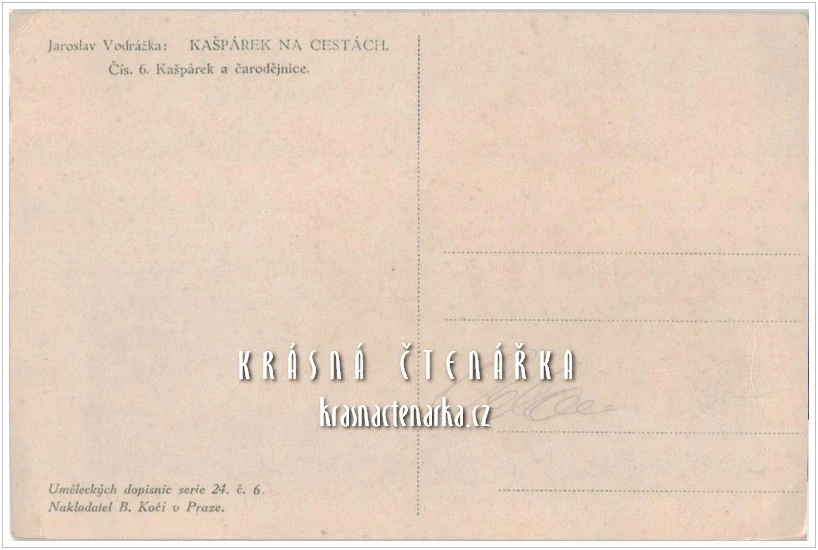 Jaroslav Vodrážka: KAŠPÁREK NA CESTÁCH.
Čís. 6. Kašpárek a čarodějnice.
KRÁSNÁ ČTENÁŘKA
krasnactenarka.cz
Uměleckých dopisnic serie 24. č. 6.
Nakladatel B. Kočí v Praze.